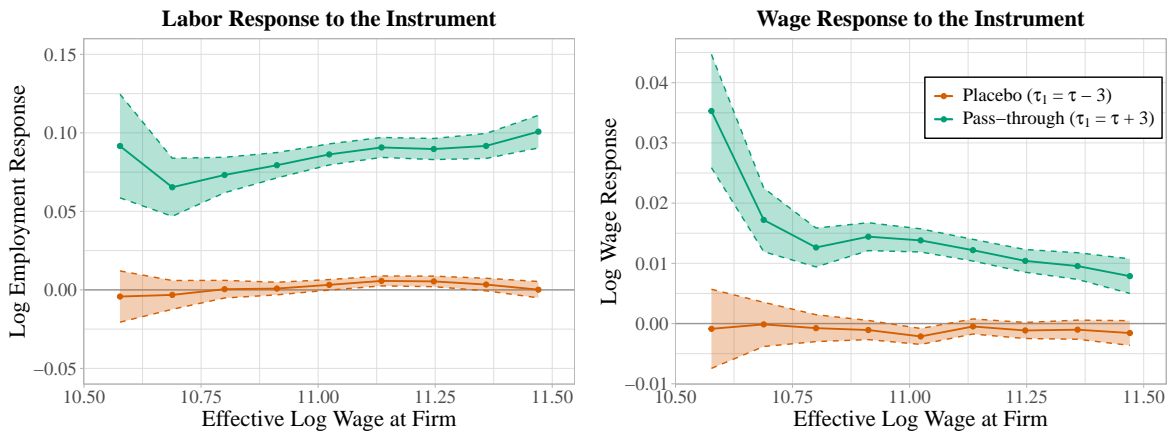 Labor Response to the Instrument
0.15
0.10
0.05
0.00
−0.05
Log Employment Response
10.50 10.75 11.00 11.25 11.50
Effective Log Wage at Firm
Wage Response to the Instrument
0.04
0.03
0.02
0.01
0.00
−0.01
Log Wage Response
Placebo (τ₁ = τ − 3)
Pass−through (τ₁ = τ + 3)
10.50 10.75 11.00 11.25 11.50
Effective Log Wage at Firm